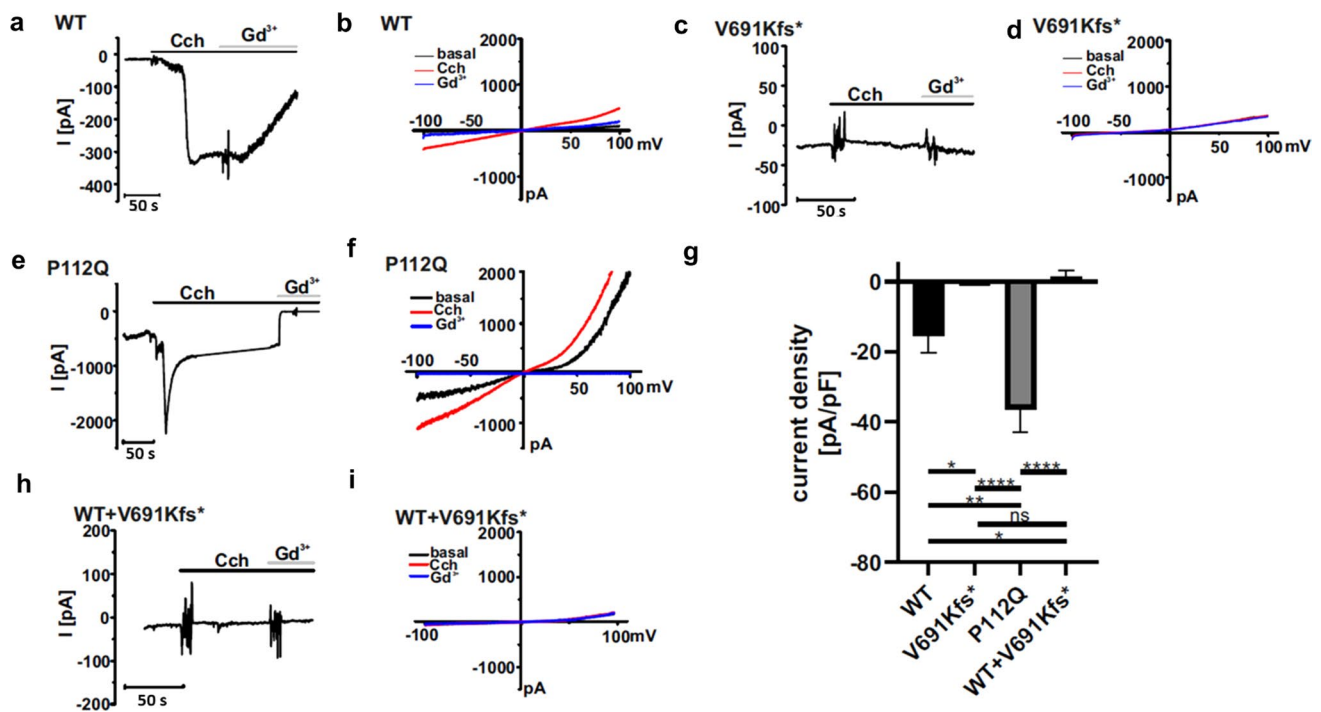 a WT
Cch Gd³⁺
0
-100
-200
-300
-400
I [pA]
50 s
b WT
basal
Cch
Gd³⁺
2000
1000
-100 -50
50 100 mV
-1000
pA
c V691Kfs*
100
50
0
-50
-100
I [pA]
Cch Gd³⁺
50 s
d V691Kfs*
basal
Cch
Gd³⁺
2000
1000
-100 -50
50 100 mV
-1000
pA
e P112Q
Cch Gd³⁺
0
-1000
-2000
I [pA]
50 s
f P112Q
basal
Cch
Gd³⁺
2000
1000
-100 -50
50 100 mV
-1000
pA
g
0
-20
-40
-60
-80
current density
[pA/pF]
* ****
****
**
ns
*
WT
V691Kfs*
P112Q
WT+V691Kfs*
h WT+V691Kfs*
200
100
0
-100
-200
I [pA]
Cch Gd³⁺
50 s
i WT+V691Kfs*
basal
Cch
Gd³⁺
2000
1000
-100 100mV
-1000
pA